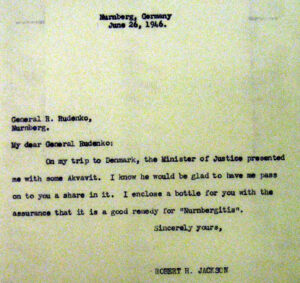 Nurnberg, Germany
June 26, 1946.
General R. Rudenko,
Nurnberg.
My dear General Rudenko:
On my trip to Denmark, the Minister of Justice presented
me with some Akvavit. I know he would be glad to have me pass
on to you a share in it. I enclose a bottle for you with the
assurance that it is a good remedy for "Nurnbergitis".
Sincerely yours,
ROBERT H. JACKSON